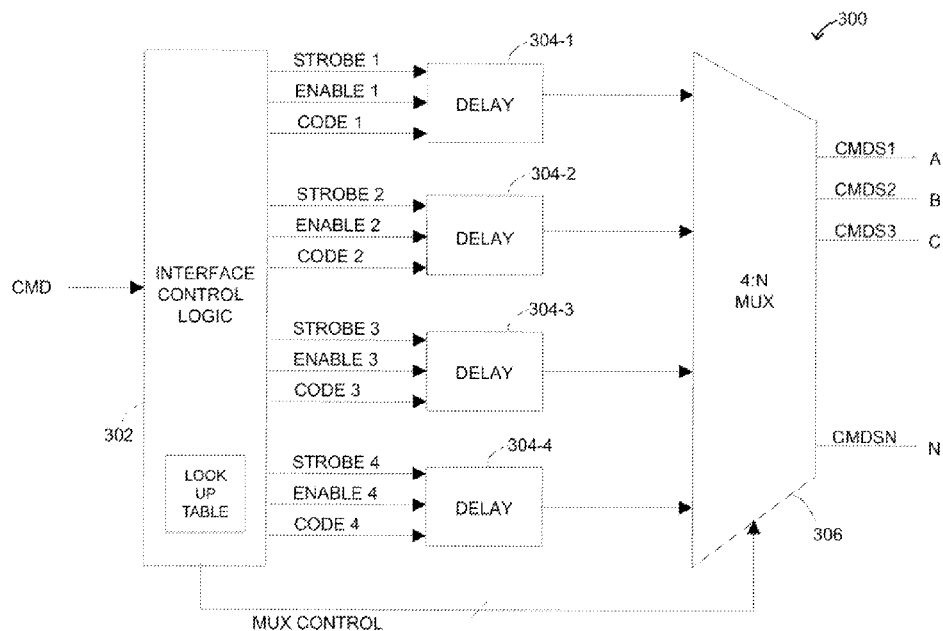 300
304-1
STROBE 1
ENABLE 1
CODE 1
DELAY
CMDS1 A
CMDS2 B
CMDS3 C
304-2
STROBE 2
ENABLE 2
CODE 2
DELAY
CMD
INTERFACE
CONTROL
LOGIC
4:N
MUX
304-3
STROBE 3
ENABLE 3
CODE 3
DELAY
302
CMDSN N
304-4
STROBE 4
ENABLE 4
CODE 4
DELAY
LOOK
UP
TABLE
306
MUX CONTROL